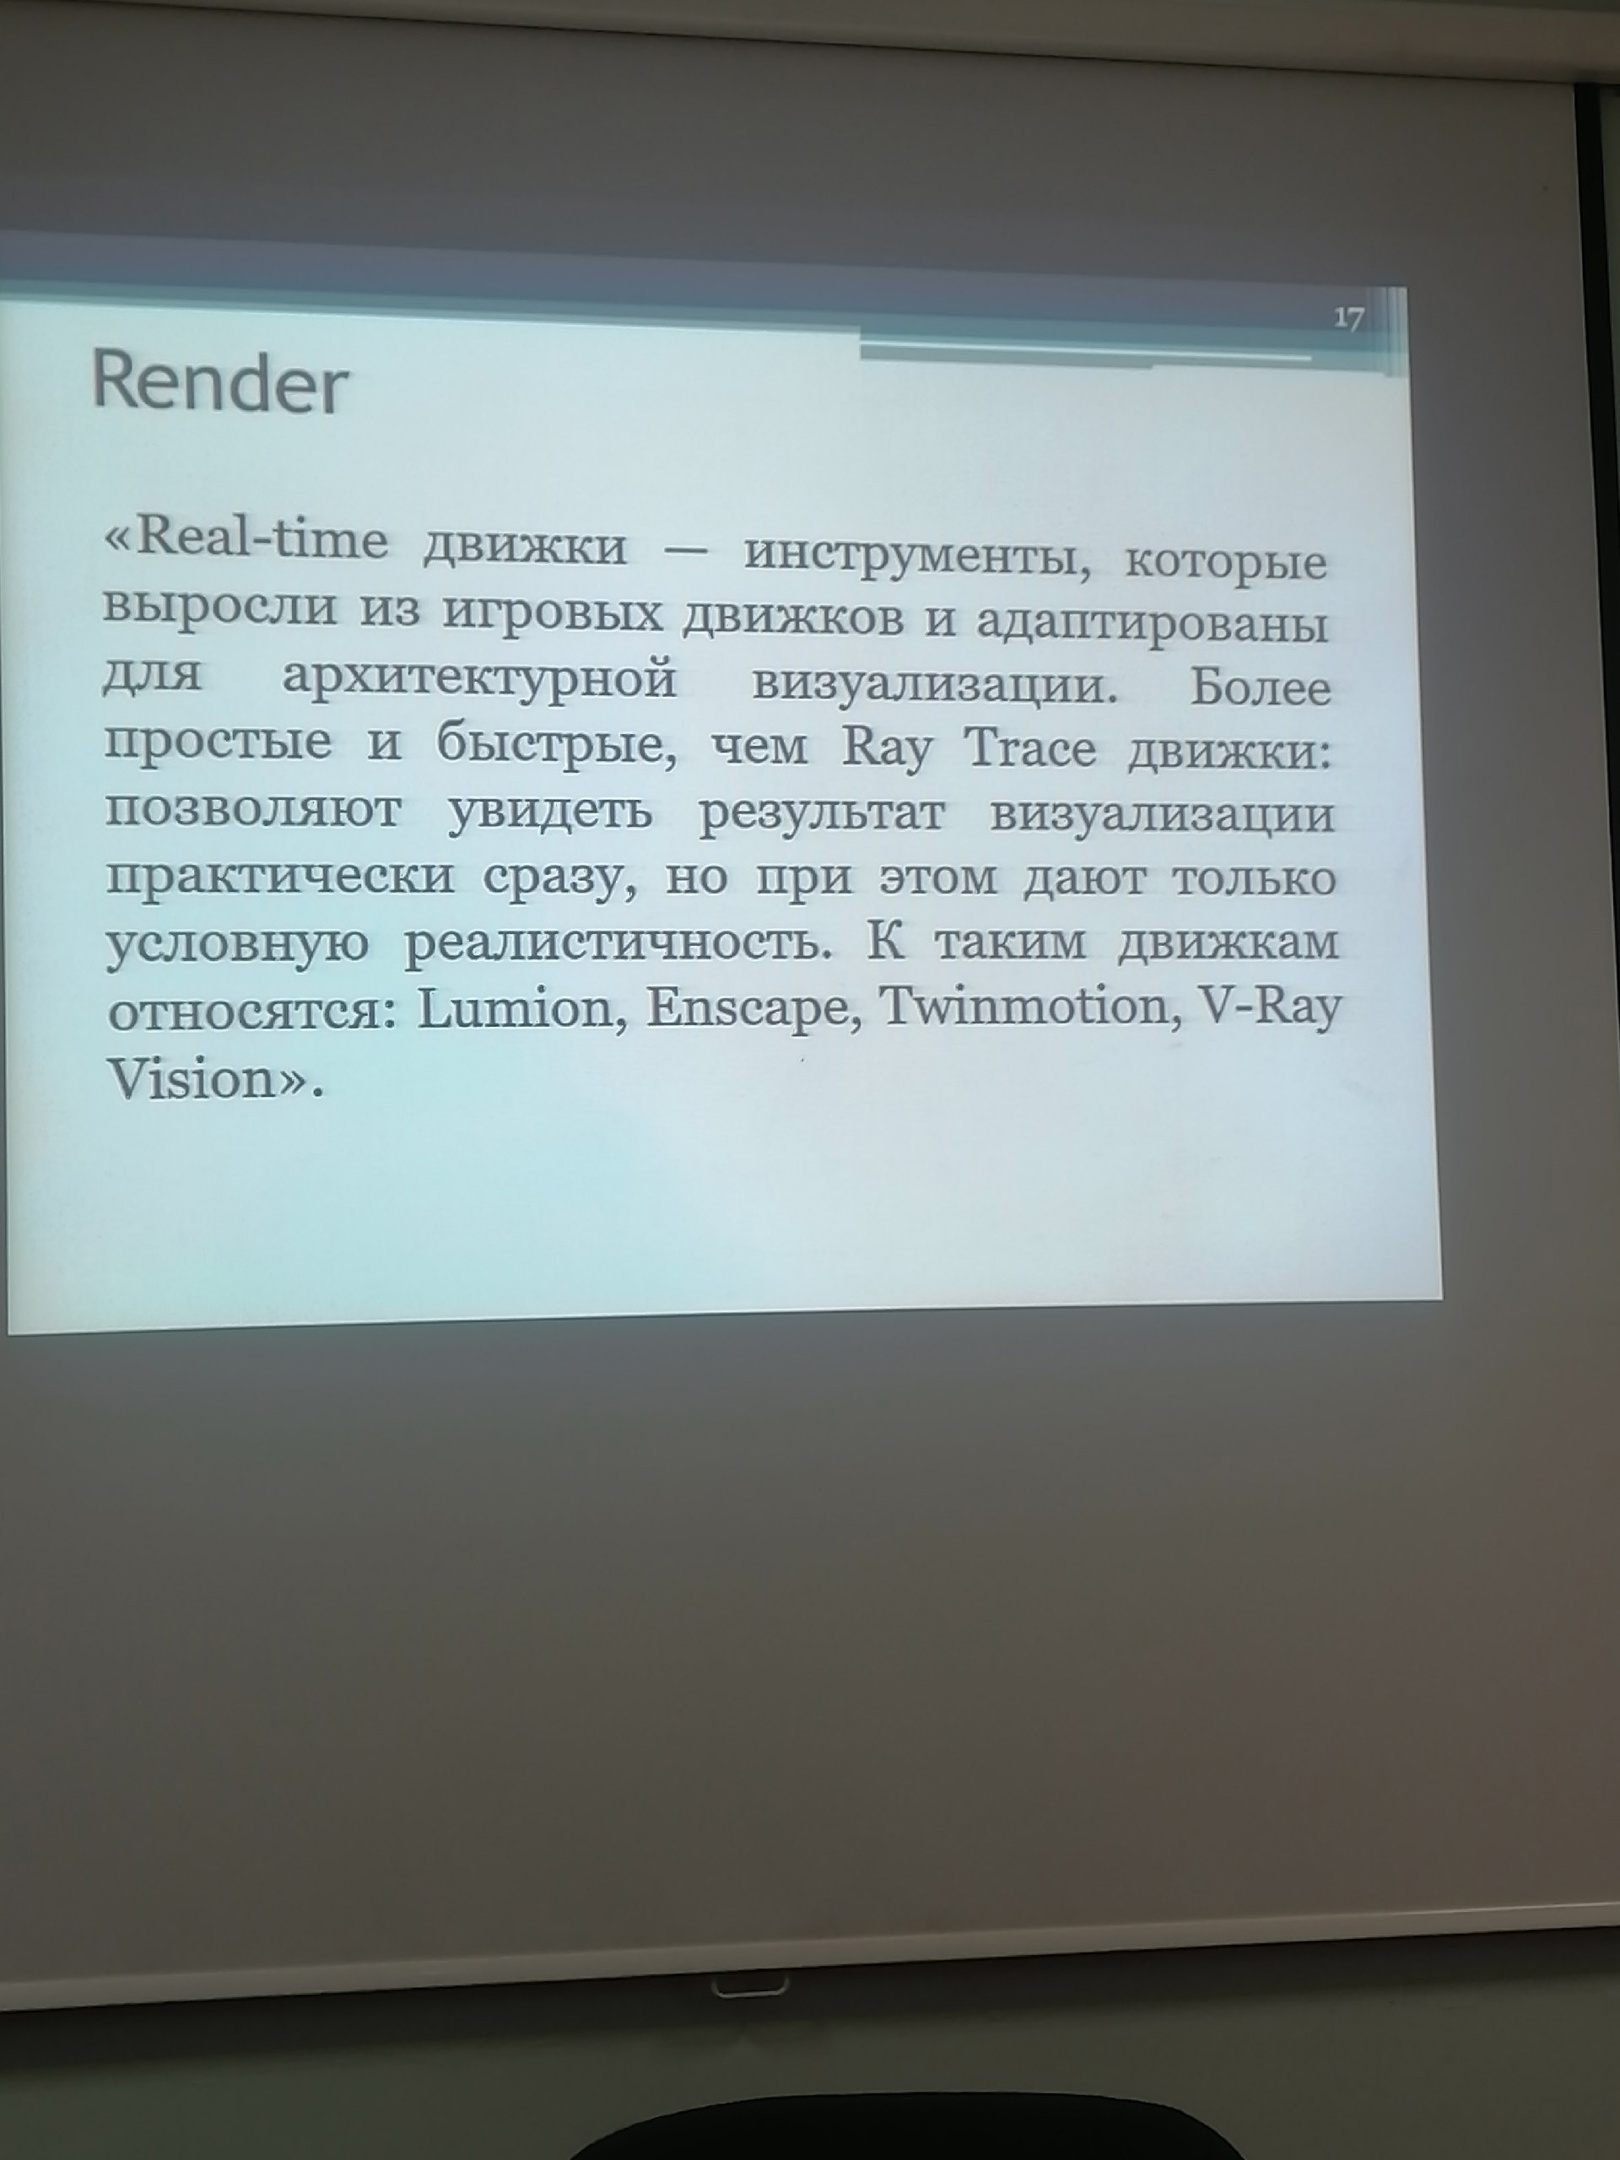 17
Render
«Real-time движки — инструменты, которые
выросли из игровых движков и адаптированы
для архитектурной визуализации. Более
простые и быстрые, чем Ray Trace движки:
позволяют увидеть результат визуализации
практически сразу, но при этом дают только
условную реалистичность. К таким движкам
относятся: Lumion, Enscape, Twinmotion, V-Ray
Vision».